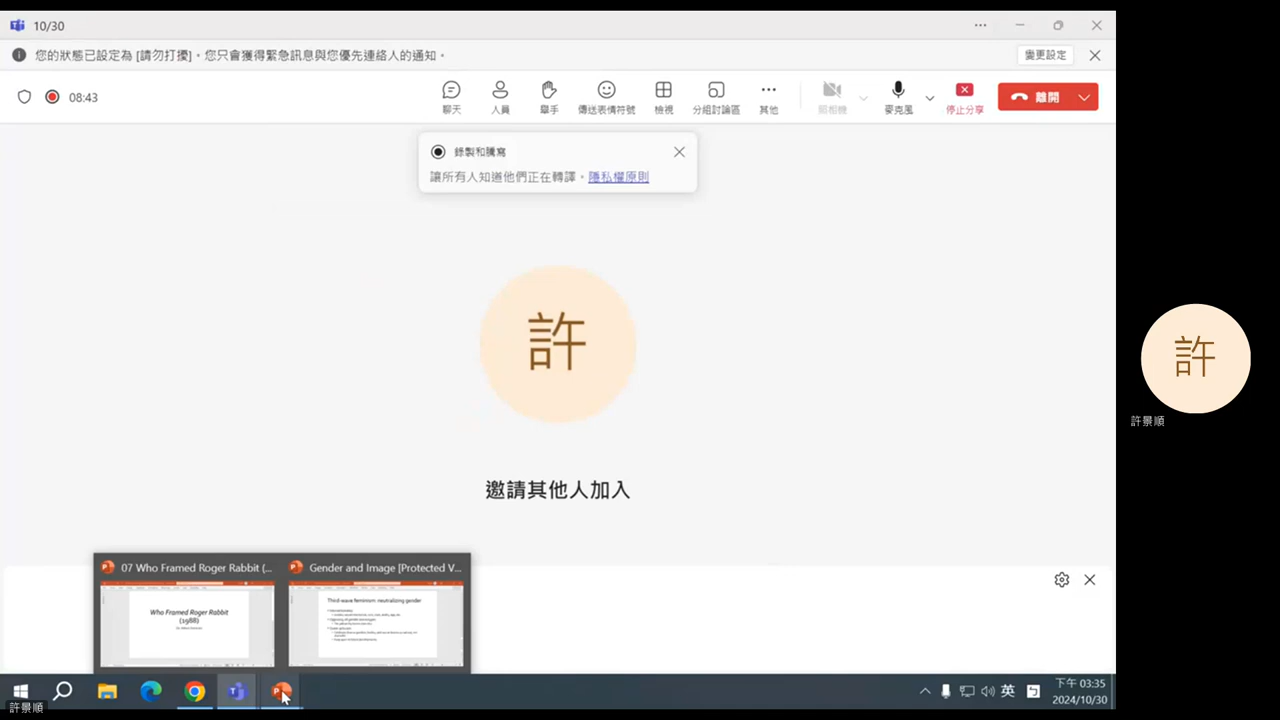 10/30
您的狀態已設定為 [請勿打擾]。您只會獲得緊急訊息與您優先連絡人的通知。
變更設定
08:43
聊天
人員
舉手
傳送表情符號
檢視
分組討論區
其他
照相機
麥克風
停止分享
離開
錄製和騰寫
讓所有人知道他們正在轉譯。隱私權原則
許
許
許景順
邀請其他人加入
07 Who Framed Roger Rabbit (...
Gender and Image [Protected V...
Who Framed Roger Rabbit
(1988)
Third-wave feminism: neutralizing gender
英
下午 03:35
2024/10/30
許景順